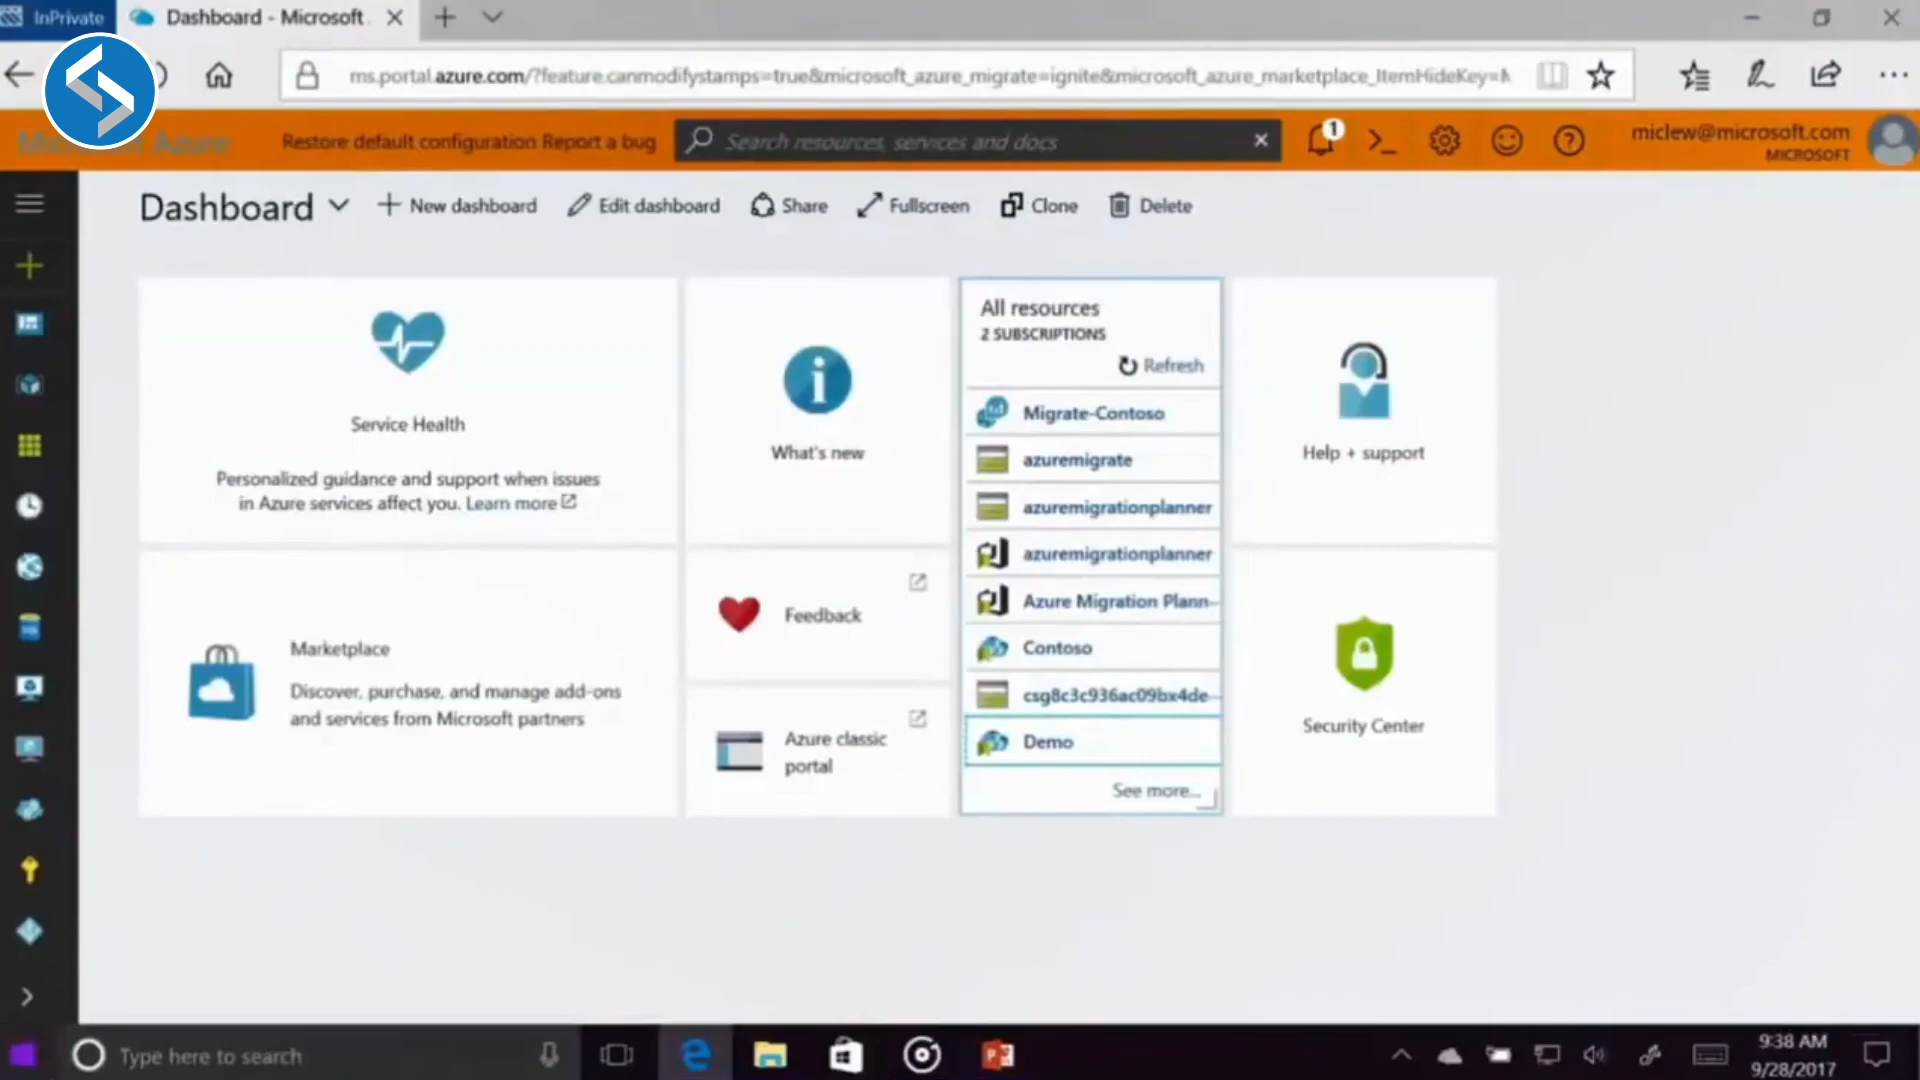 InPrivate
Dashboard - Microsoft
ms.portal.azure.com/?feature.canmodifystamps=true&microsoft_azure_migrate=ignite&microsoft_azure_marketplace_ItemHideKey=M
Microsoft Azure
Restore default configuration Report a bug
Search resources, services and docs
1
miclew@microsoft.com
MICROSOFT
Dashboard
New dashboard
Edit dashboard
Share
Fullscreen
Clone
Delete
Service Health
Personalized guidance and support when issues
in Azure services affect you. Learn more
What's new
All resources
2 SUBSCRIPTIONS
Refresh
Migrate-Contoso
azuremigrate
azuremigrationplanner
azuremigrationplanner
Azure Migration Plann...
Contoso
csg8c3c936ac09bx4de...
Demo
See more...
Help + support
Marketplace
Discover, purchase, and manage add-ons
and services from Microsoft partners
Feedback
Azure classic
portal
Security Center
Type here to search
9:38 AM
9/28/2017